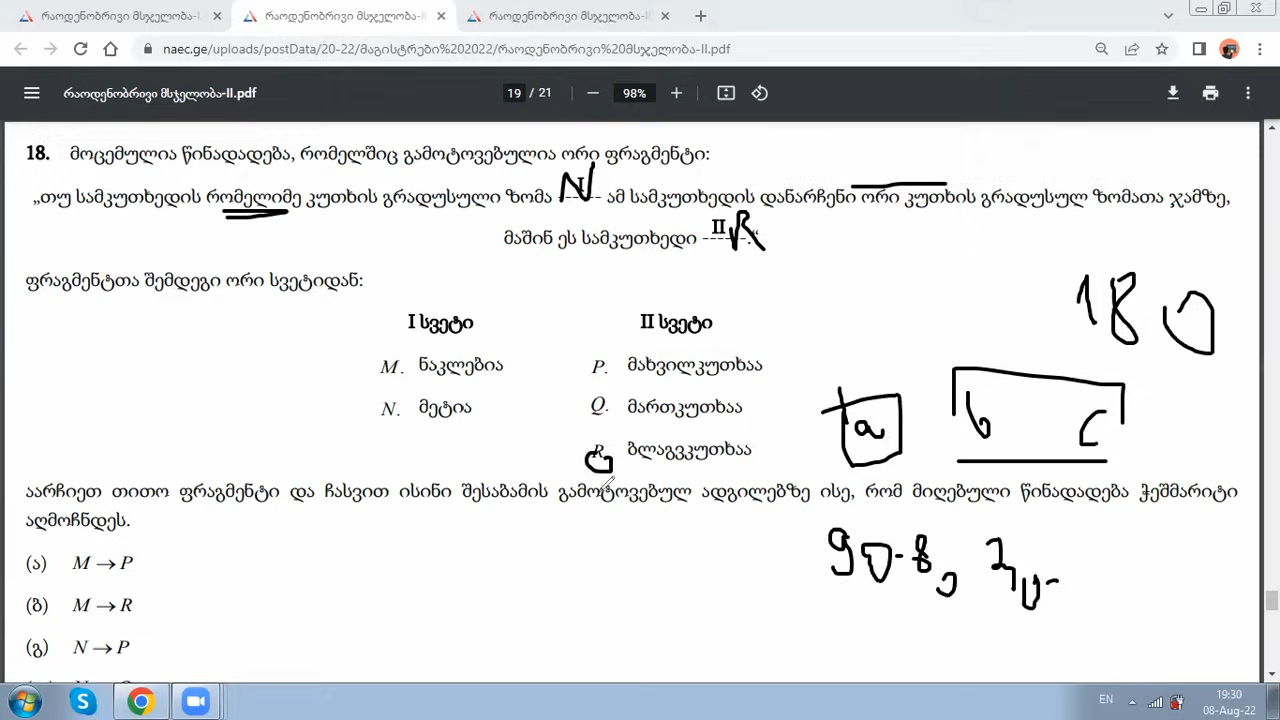 რაოდენობრივი მსჯელობა-
რაოდენობრივი მსჯელობა-II.pdf
რაოდენობრივი მსჯელობა-II.pdf
naec.ge/uploads/postData/20-22/მაგისტრები%202022/რაოდენობრივი%20მსჯელობა-II.pdf
რაოდენობრივი მსჯელობა-II.pdf 19 / 21 98%
18. მოცემულია წინადადება, რომელშიც გამოტოვებულია ორი ფრაგმენტი:
„თუ სამკუთხედის რომელიმე კუთხის გრადუსული ზომა N ამ სამკუთხედის დანარჩენი ორი კუთხის გრადუსულ ზომათა ჯამზე,
მაშინ ეს სამკუთხედი II R.“
ფრაგმენტთა შემდეგი ორი სვეტიდან:
I სვეტი II სვეტი
M. ნაკლებია P. მახვილკუთხაა
N. მეტია Q. მართკუთხაა
R. ბლაგვკუთხაა
180
a b c
აარჩიეთ თითო ფრაგმენტი და ჩასვით ისინი შესაბამის გამოტოვებულ ადგილებზე ისე, რომ მიღებული წინადადება ჭეშმარიტი
აღმოჩნდეს.
(ა) M → P
(ბ) M → R
(გ) N → P
EN
19:30
08-Aug-22